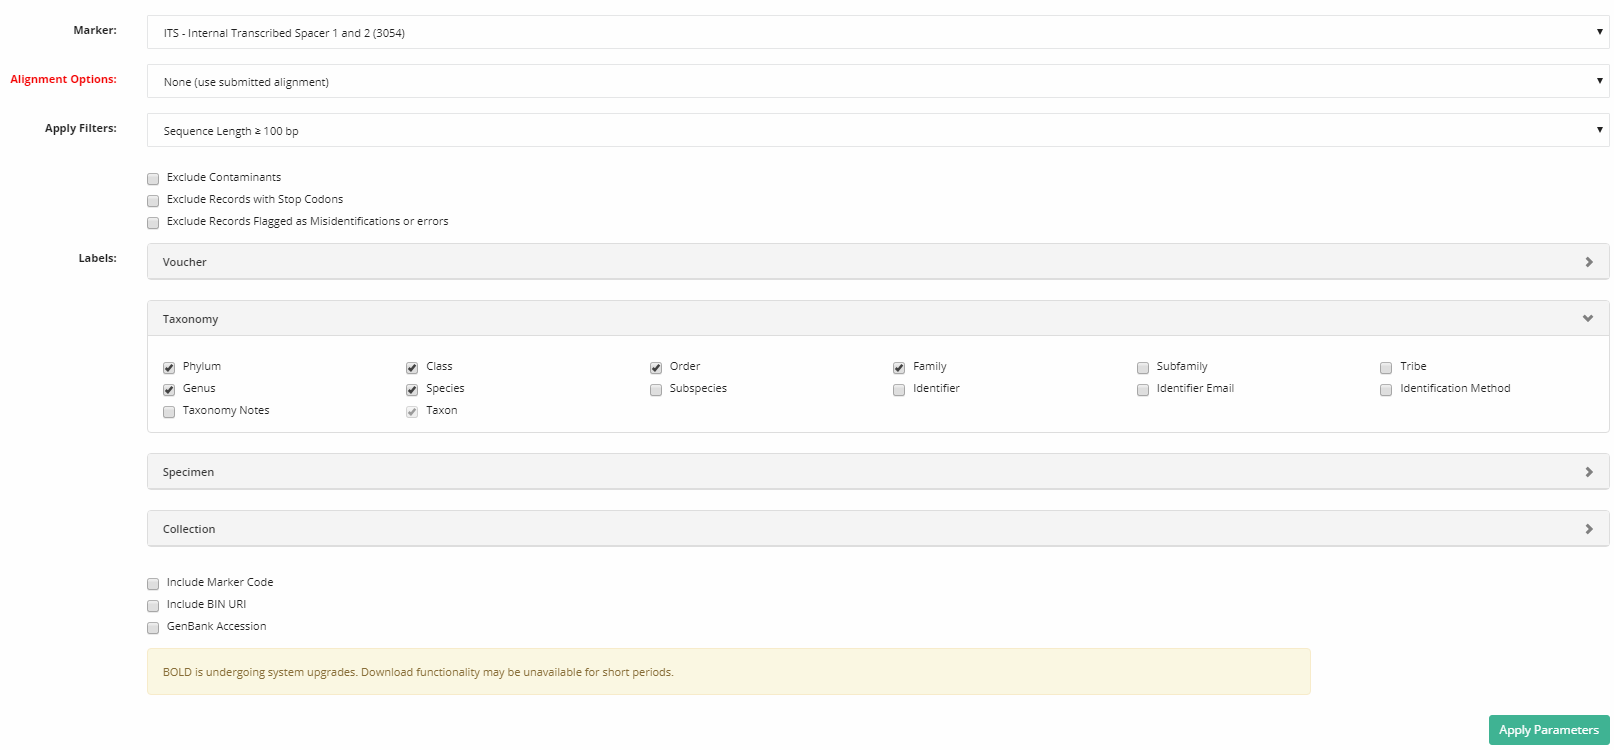 Marker:
ITS - Internal Transcribed Spacer 1 and 2 (3054)
Alignment Options:
None (use submitted alignment)
Apply Filters:
Sequence Length ≥ 100 bp
Exclude Contaminants
Exclude Records with Stop Codons
Exclude Records Flagged as Misidentifications or errors
Labels:
Voucher
Taxonomy
Phylum Class Order Family Subfamily Tribe
Genus Species Subspecies Identifier Identifier Email Identification Method
Taxonomy Notes Taxon
Specimen
Collection
Include Marker Code
Include BIN URI
GenBank Accession
BOLD is undergoing system upgrades. Download functionality may be unavailable for short periods.
Apply Parameters